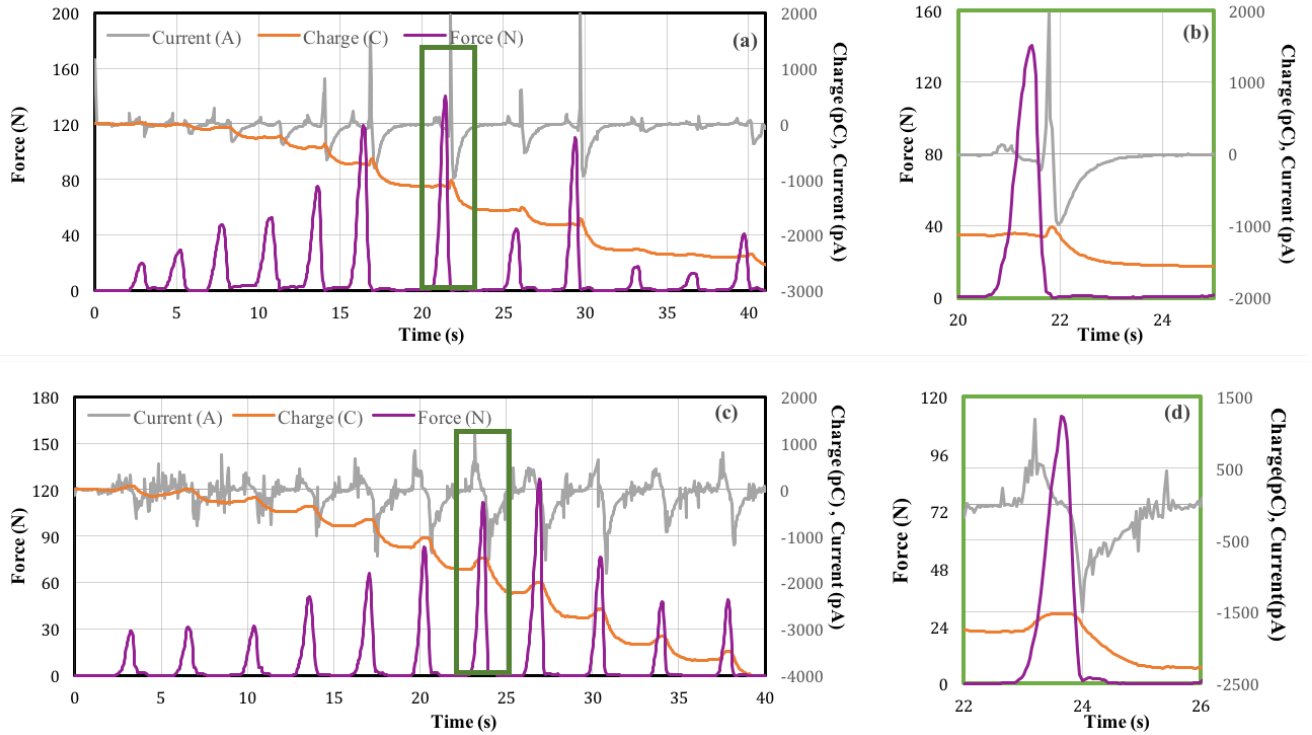 Current (A) Charge (C) Force (N) (a)
Force (N)
200
160
120
80
40
0
0 5 10 15 20 25 30 35 40
Time (s)
2000
1000
0
-1000
-2000
-3000
Charge (pC), Current (pA)
(b)
Force (N)
160
120
80
40
0
20 22 24
Time (s)
2000
1000
0
-1000
-2000
Charge (pC), Current (pA)
Current (A) Charge (C) Force (N) (c)
Force (N)
180
150
120
90
60
30
0
0 5 10 15 20 25 30 35 40
Time (s)
2000
1000
0
-1000
-2000
-3000
-4000
Charge (pC) , Current (pA)
(d)
Force (N)
120
96
72
48
24
0
22 24 26
Time (s)
1500
500
-500
-1500
-2500
Charge(pC), Current(pA)